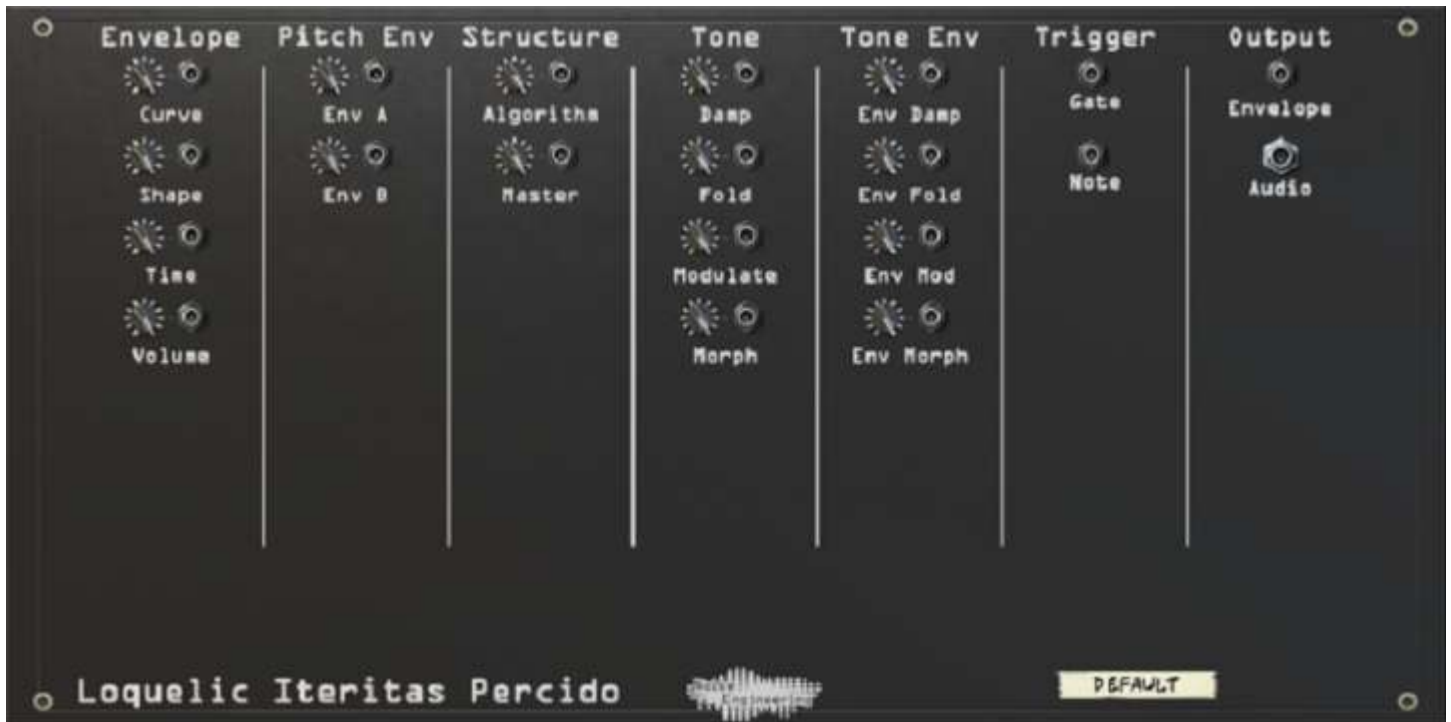 Envelope Pitch Env Structure Tone Tone Env Trigger Output
Curve Env A Algorithm Damp Env Damp Gate Envelope
Shape Env B Master Fold Env Fold Note Audio
Time Modulate Env Mod
Volume Morph Env Morph
Loquelic Iteritas Percido DEFAULT